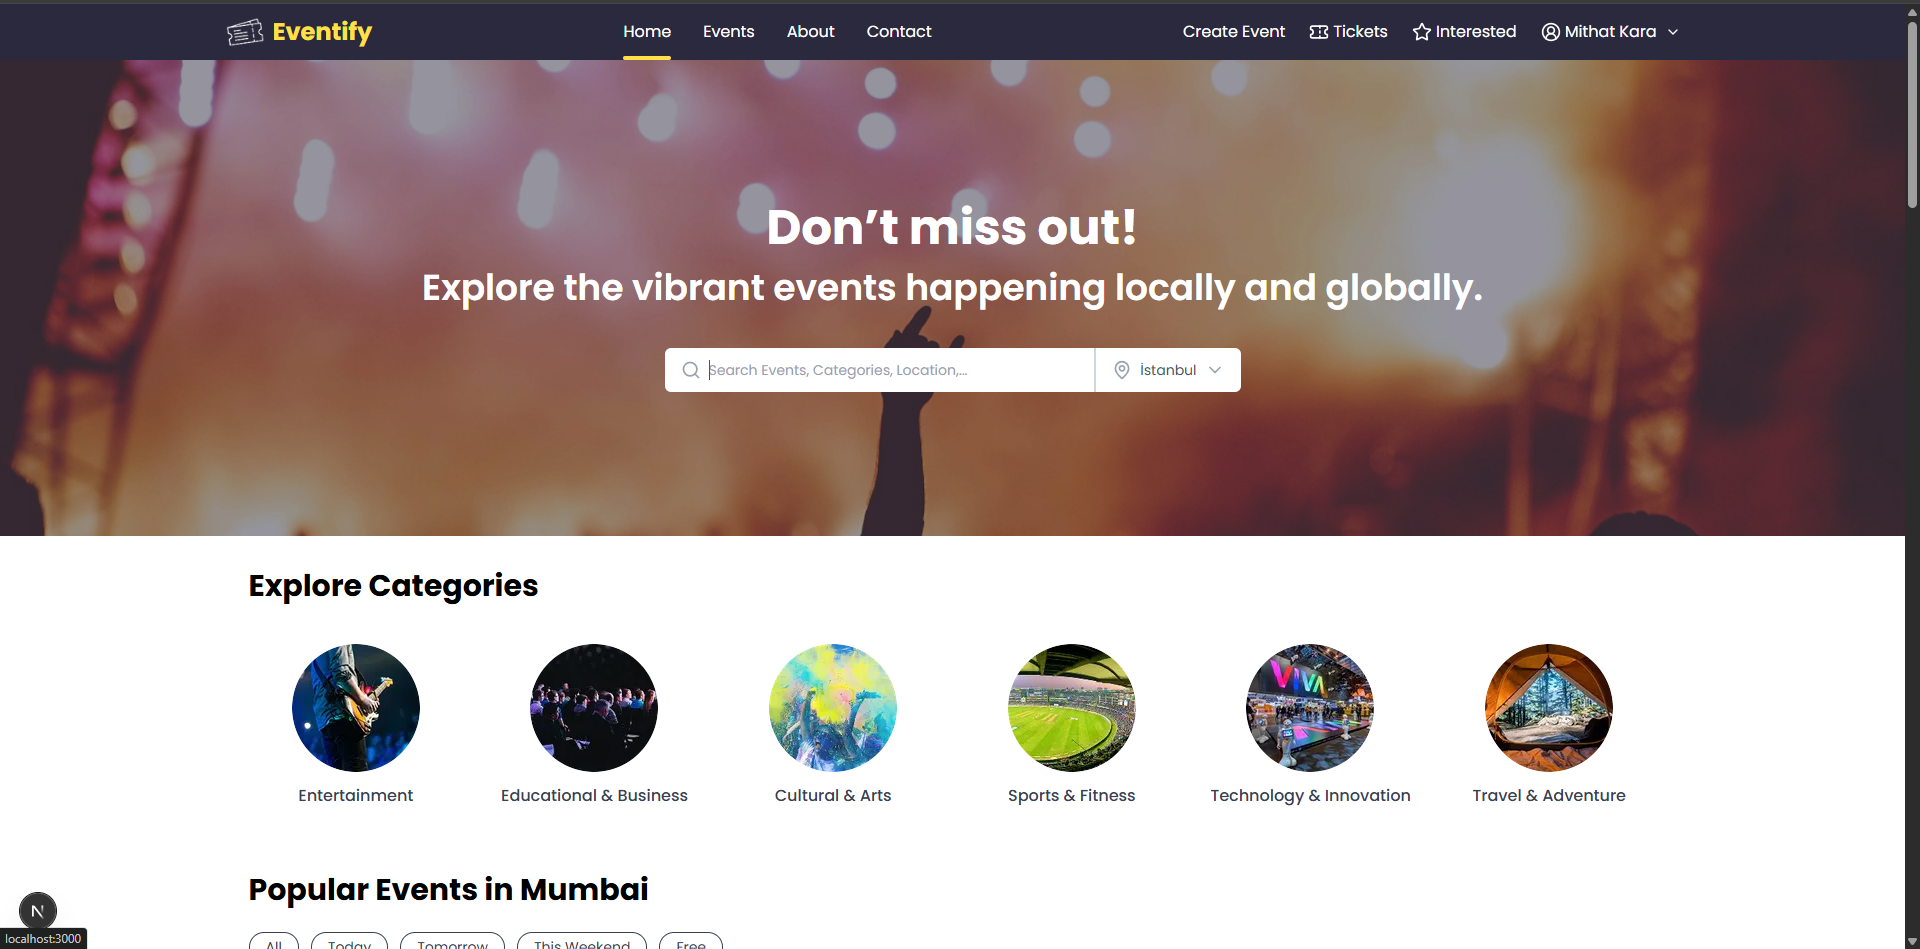 Eventify
Home Events About Contact
Create Event Tickets Interested Mithat Kara
Don’t miss out!
Explore the vibrant events happening locally and globally.
Search Events, Categories, Location,...
İstanbul
Explore Categories
VIVA
Entertainment
Educational & Business
Cultural & Arts
Sports & Fitness
Technology & Innovation
Travel & Adventure
Popular Events in Mumbai
All Today Tomorrow This Weekend Free
N
localhost:3000